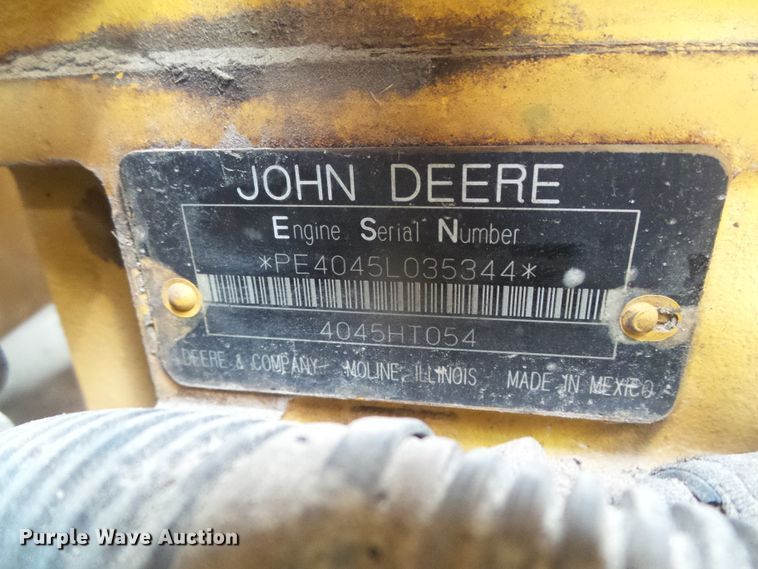 JOHN DEERE
Engine Serial Number
*PE4045L035344*
4045HT054
DEERE & COMPANY MOLINE, ILLINOIS MADE IN MEXICO
Purple Wave Auction